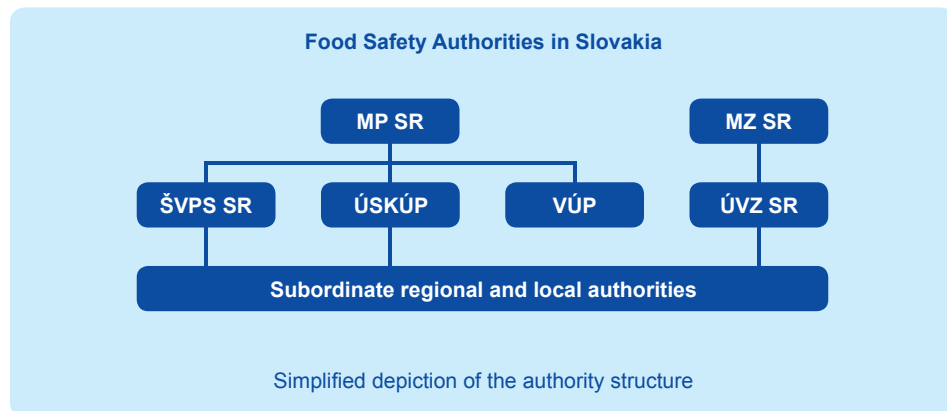 Food Safety Authorities in Slovakia
MP SR
MZ SR
ŠVPS SR
ÚSKÚP
VÚP
ÚVZ SR
Subordinate regional and local authorities
Simplified depiction of the authority structure